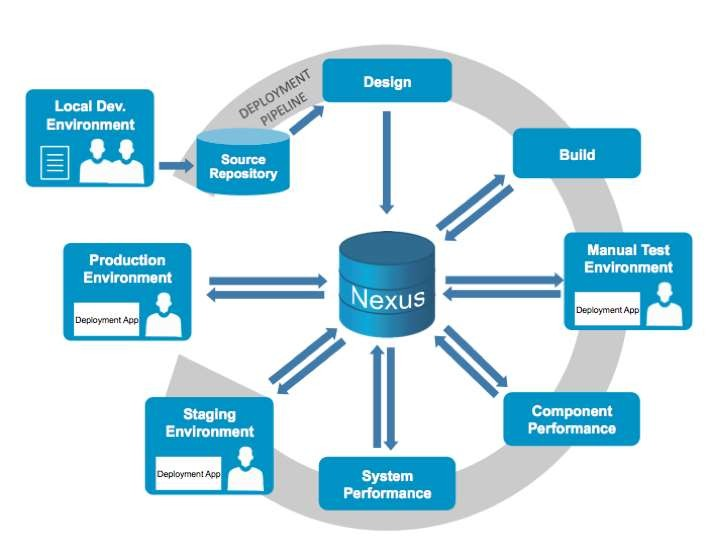 DEPLOYMENT
PIPELINE
Design
Local Dev.
Environment
Source
Repository
Build
Production
Environment
Deployment App
Nexus
Manual Test
Environment
Deployment App
Staging
Environment
Deployment App
System
Performance
Component
Performance